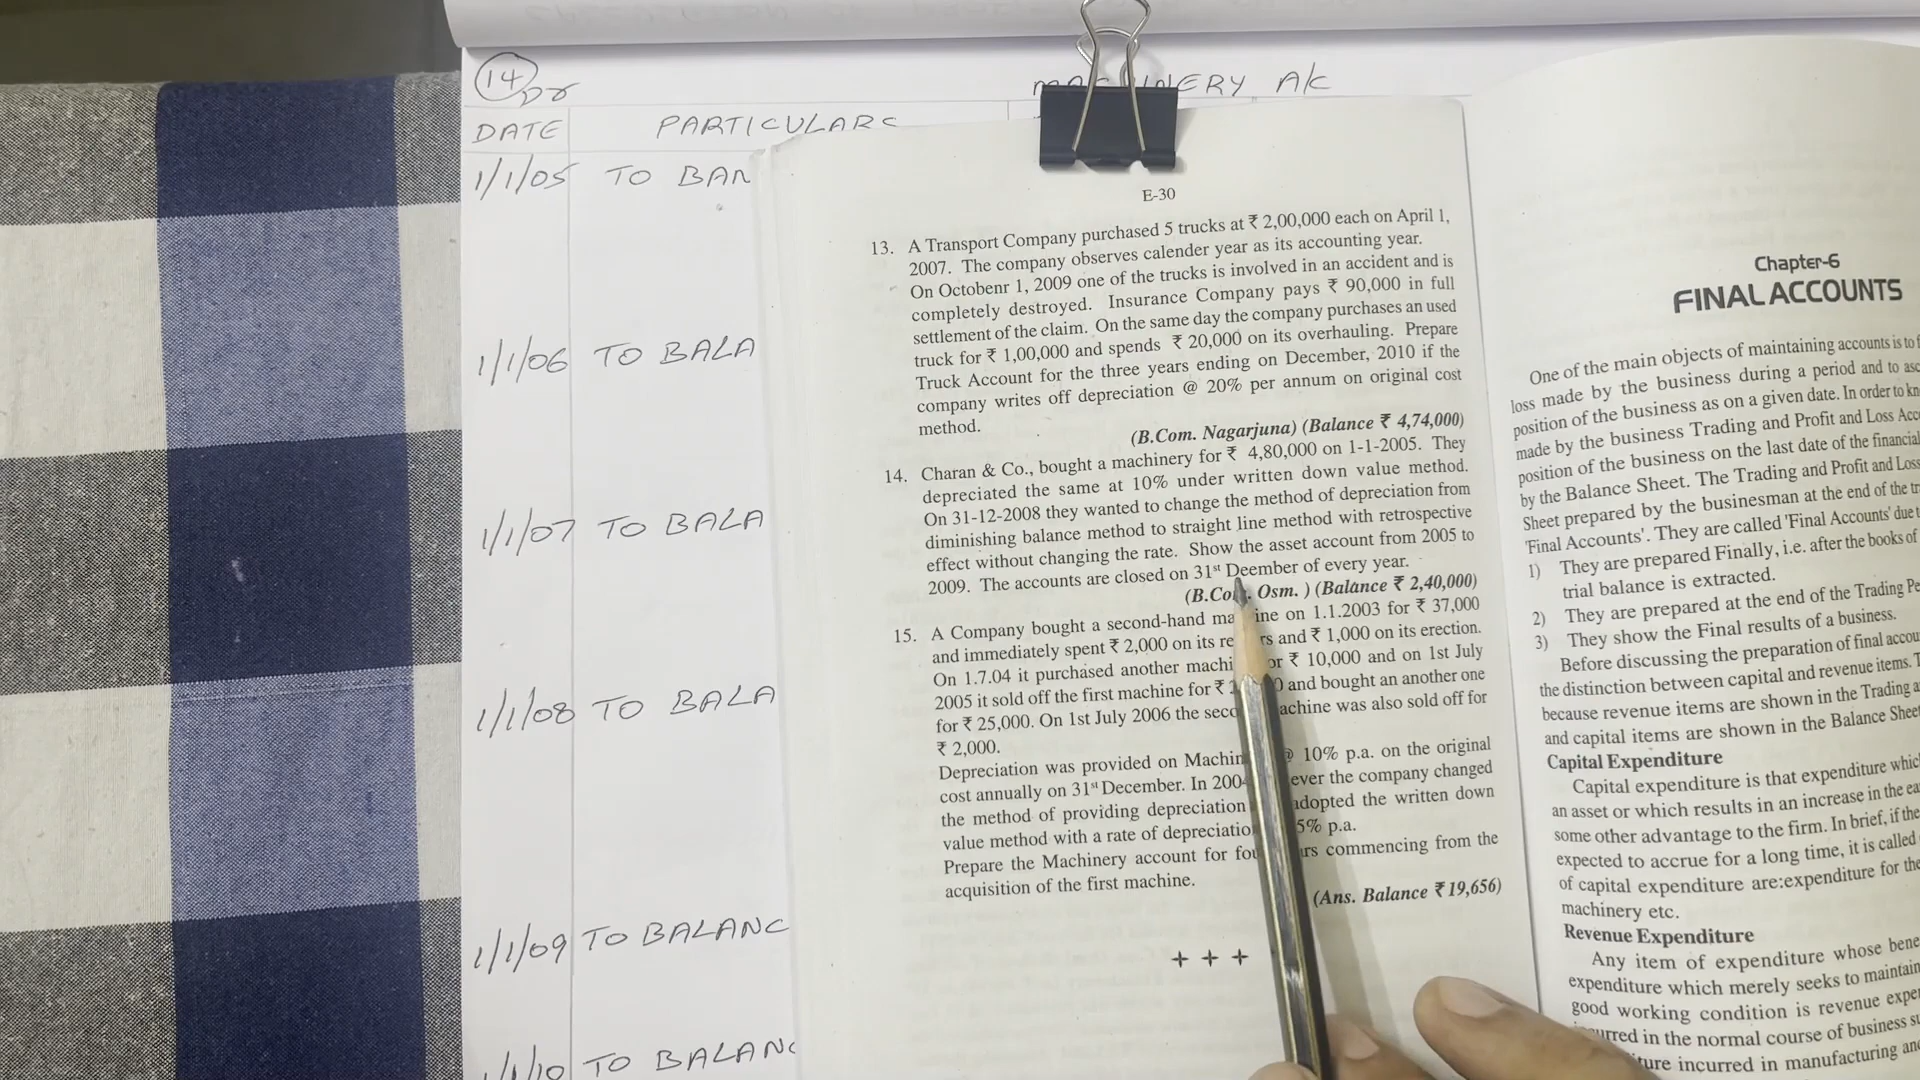 14
Dr
MACHINERY A/c
DATE
PARTICULARS
1/1/05 TO BAN
1/1/06 TO BALA
1/1/07 TO BALA
1/1/08 TO BALA
1/1/09 TO BALANC
1/1/10 TO BALANC
E-30
13. A Transport Company purchased 5 trucks at ₹ 2,00,000 each on April 1,
2007. The company observes calender year as its accounting year.
On Octobenr 1, 2009 one of the trucks is involved in an accident and is
completely destroyed. Insurance Company pays ₹ 90,000 in full
settlement of the claim. On the same day the company purchases an used
truck for ₹ 1,00,000 and spends ₹ 20,000 on its overhauling. Prepare
Truck Account for the three years ending on December, 2010 if the
company writes off depreciation @ 20% per annum on original cost
method.
(B.Com. Nagarjuna) (Balance ₹ 4,74,000)
14. Charan & Co., bought a machinery for ₹ 4,80,000 on 1-1-2005. They
depreciated the same at 10% under written down value method.
On 31-12-2008 they wanted to change the method of depreciation from
diminishing balance method to straight line method with retrospective
effect without changing the rate. Show the asset account from 2005 to
2009. The accounts are closed on 31st Deember of every year.
(B.Co . Osm. ) (Balance ₹ 2,40,000)
15. A Company bought a second-hand ma ine on 1.1.2003 for ₹ 37,000
and immediately spent ₹ 2,000 on its re rs and ₹ 1,000 on its erection.
On 1.7.04 it purchased another machi or ₹ 10,000 and on 1st July
2005 it sold off the first machine for ₹ and bought an another one
for ₹ 25,000. On 1st July 2006 the seco achine was also sold off for
₹ 2,000.
Depreciation was provided on Machin @ 10% p.a. on the original
cost annually on 31st December. In 200 ever the company changed
the method of providing depreciation adopted the written down
value method with a rate of depreciatio 5% p.a.
Prepare the Machinery account for fou rs commencing from the
acquisition of the first machine.
(Ans. Balance ₹ 19,656)
+ + +
Chapter-6
FINAL ACCOUNTS
One of the main objects of maintaining accounts is to f
loss made by the business during a period and to asc
position of the business as on a given date. In order to kn
made by the business Trading and Profit and Loss Acc
position of the business on the last date of the financial
by the Balance Sheet. The Trading and Profit and Loss
Sheet prepared by the businesman at the end of the tr
'Final Accounts'. They are called 'Final Accounts' due t
1) They are prepared Finally, i.e. after the books of
trial balance is extracted.
2) They are prepared at the end of the Trading Pe
3) They show the Final results of a business.
Before discussing the preparation of final accou
the distinction between capital and revenue items. T
because revenue items are shown in the Trading a
and capital items are shown in the Balance Sheet
Capital Expenditure
Capital expenditure is that expenditure whic
an asset or which results in an increase in the ea
some other advantage to the firm. In brief, if the
expected to accrue for a long time, it is called
of capital expenditure are:expenditure for the
machinery etc.
Revenue Expenditure
Any item of expenditure whose bene
expenditure which merely seeks to maintain
good working condition is revenue expe
urred in the normal course of business su
ture incurred in manufacturing and